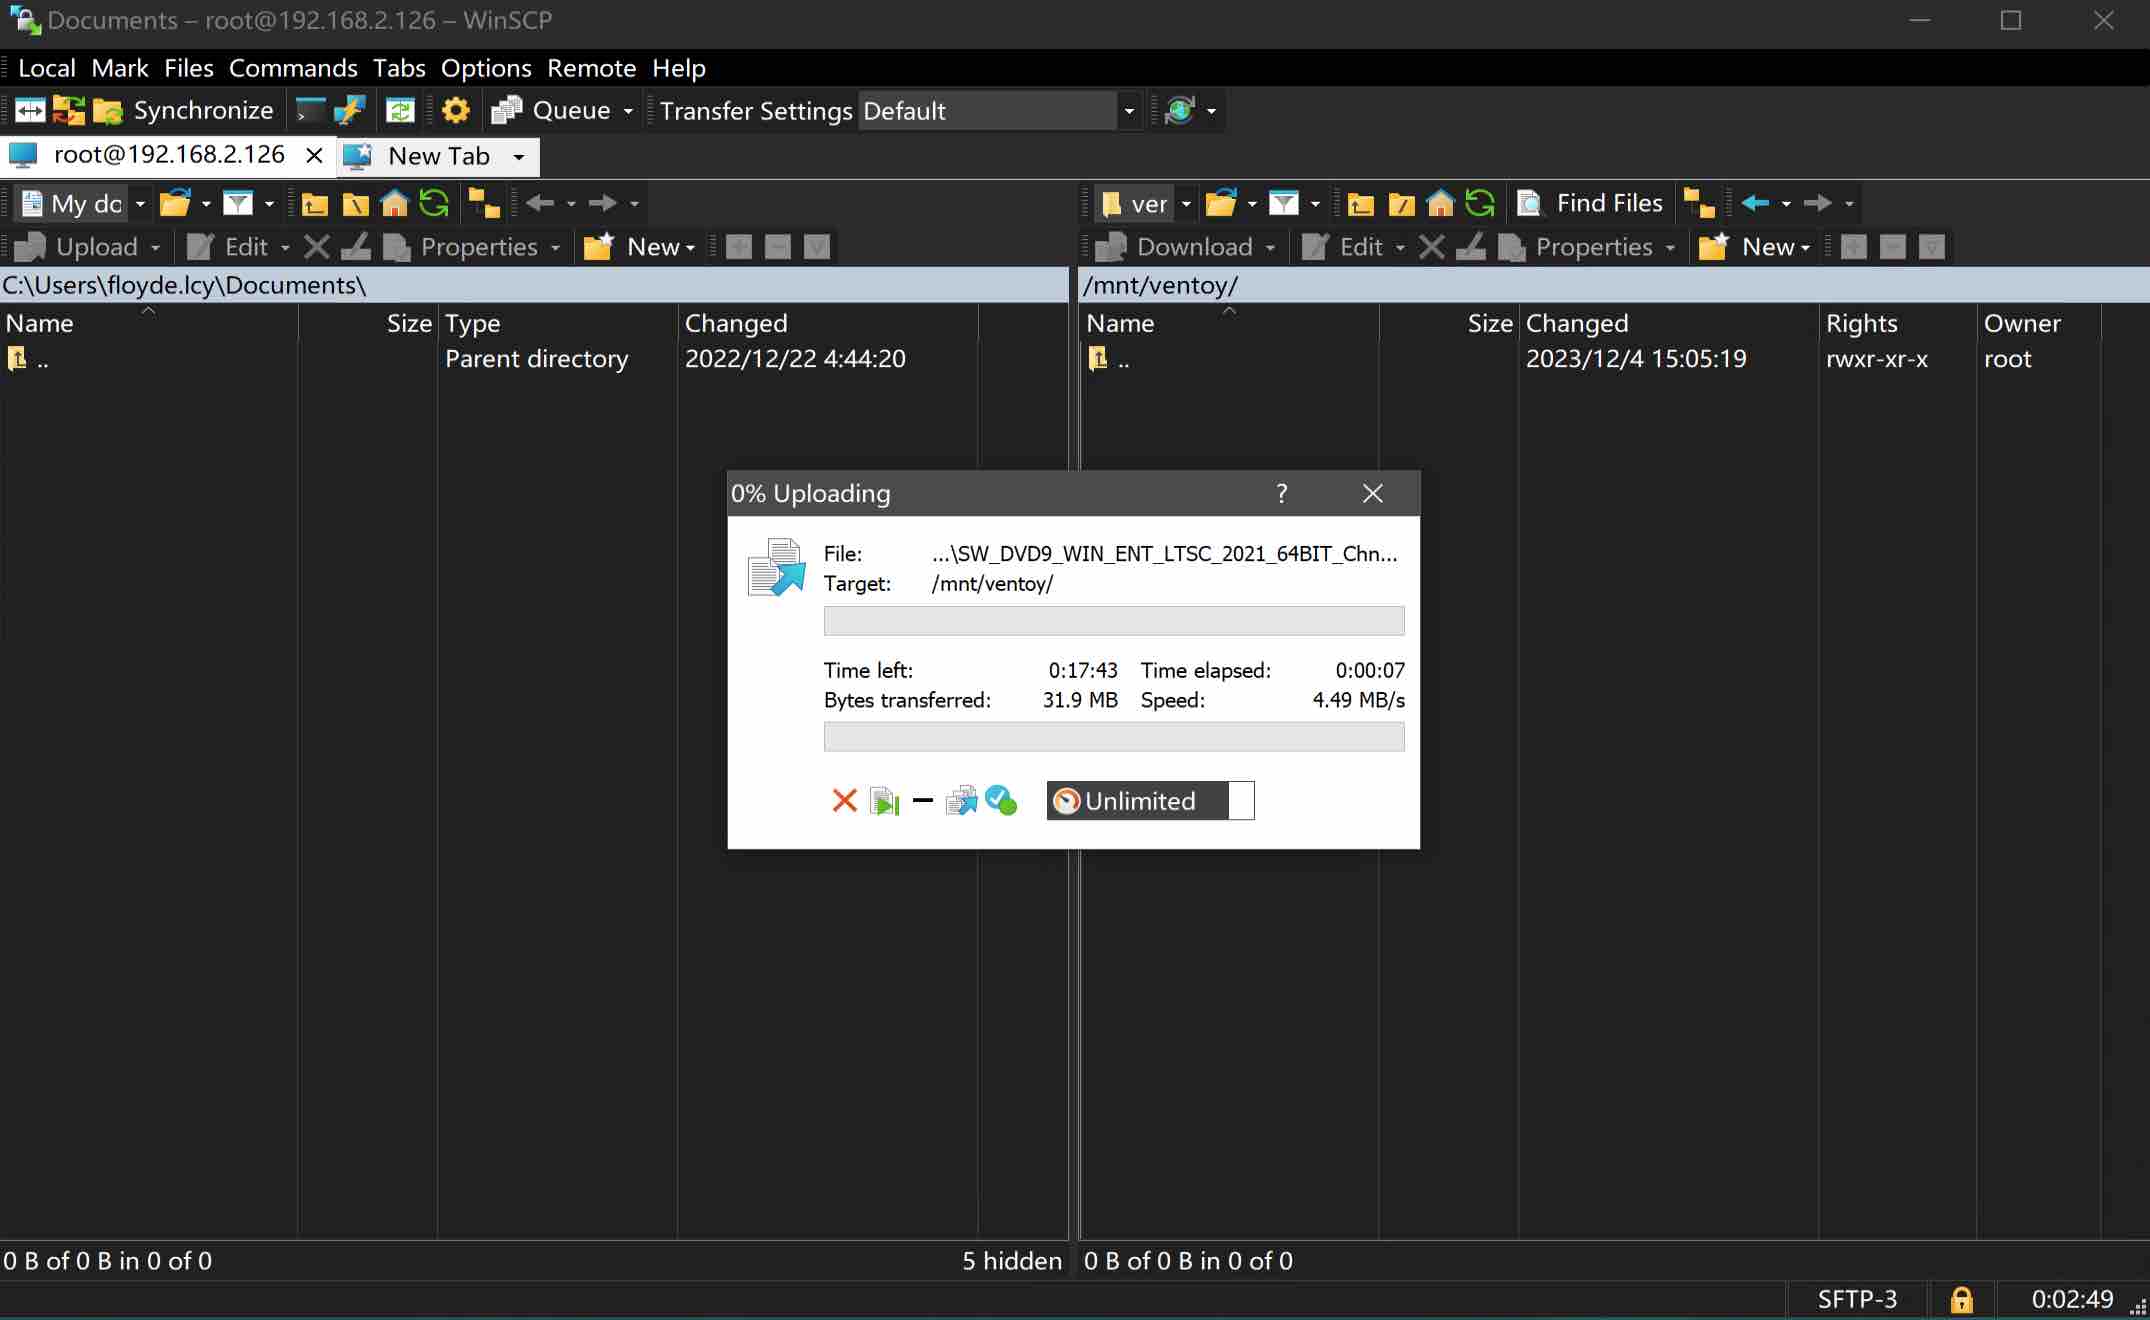 Documents – root@192.168.2.126 – WinSCP
Local Mark Files Commands Tabs Options Remote Help
Synchronize Queue Transfer Settings Default
root@192.168.2.126 New Tab
My dc Find Files ver
Upload Edit Properties New Download Edit Properties New
C:\Users\floyde.lcy\Documents\ /mnt/ventoy/
Name Size Type Changed Name Size Changed Rights Owner
.. Parent directory 2022/12/22 4:44:20 .. 2023/12/4 15:05:19 rwxr-xr-x root
0% Uploading ?
File: ...\SW_DVD9_WIN_ENT_LTSC_2021_64BIT_Chn...
Target: /mnt/ventoy/
Time left: 0:17:43 Time elapsed: 0:00:07
Bytes transferred: 31.9 MB Speed: 4.49 MB/s
Unlimited
0 B of 0 B in 0 of 0 5 hidden 0 B of 0 B in 0 of 0
SFTP-3 0:02:49